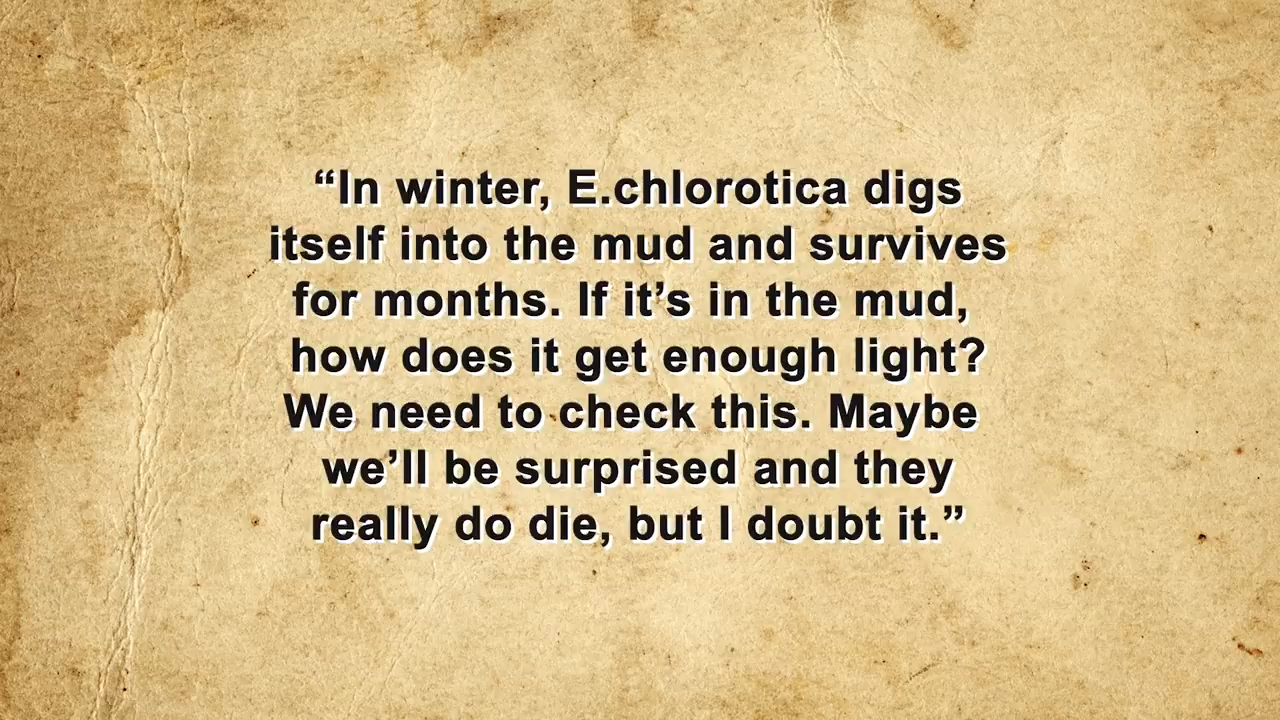 “In winter, E.chlorotica digs
itself into the mud and survives
for months. If it’s in the mud,
how does it get enough light?
We need to check this. Maybe
we’ll be surprised and they
really do die, but I doubt it.”